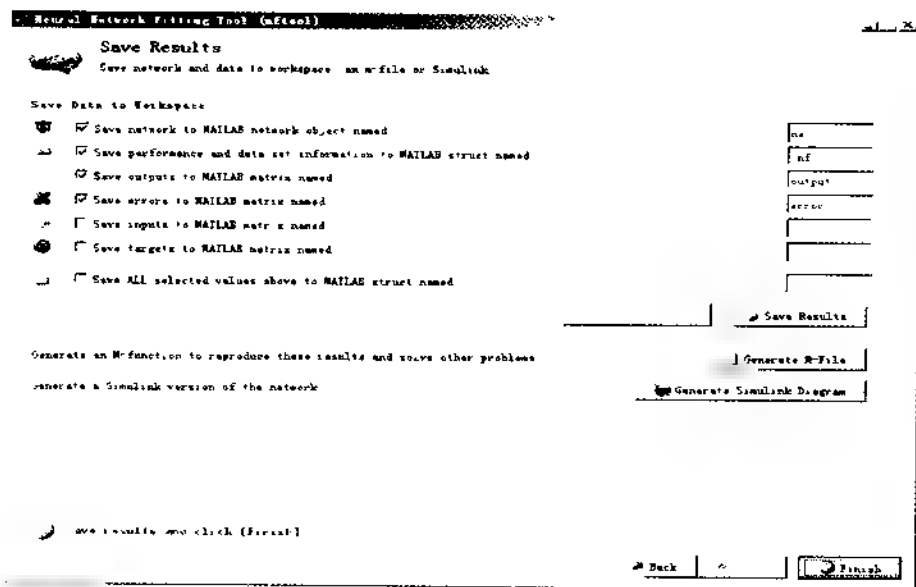 Neural Network Fitting Tool (nftool)
Save Results
Save network and data to workspace an m-file or Simulink
Save Data to Workspace
Save network to MATLAB network object named
Save performance and data set information to MATLAB struct named
nf
Save outputs to MATLAB matrix named
output
Save errors to MATLAB matrix named
error
Save inputs to MATLAB matr x named
Save targets to MATLAB matrix named
Save ALL selected values above to MATLAB struct named
Save Results
Generate an M-function to reproduce these results and solve other problems
Generate M-File
enerate a Simulink version of the network
Generate Simulink Diagram
ave results and click [Finish]
Back
Finish